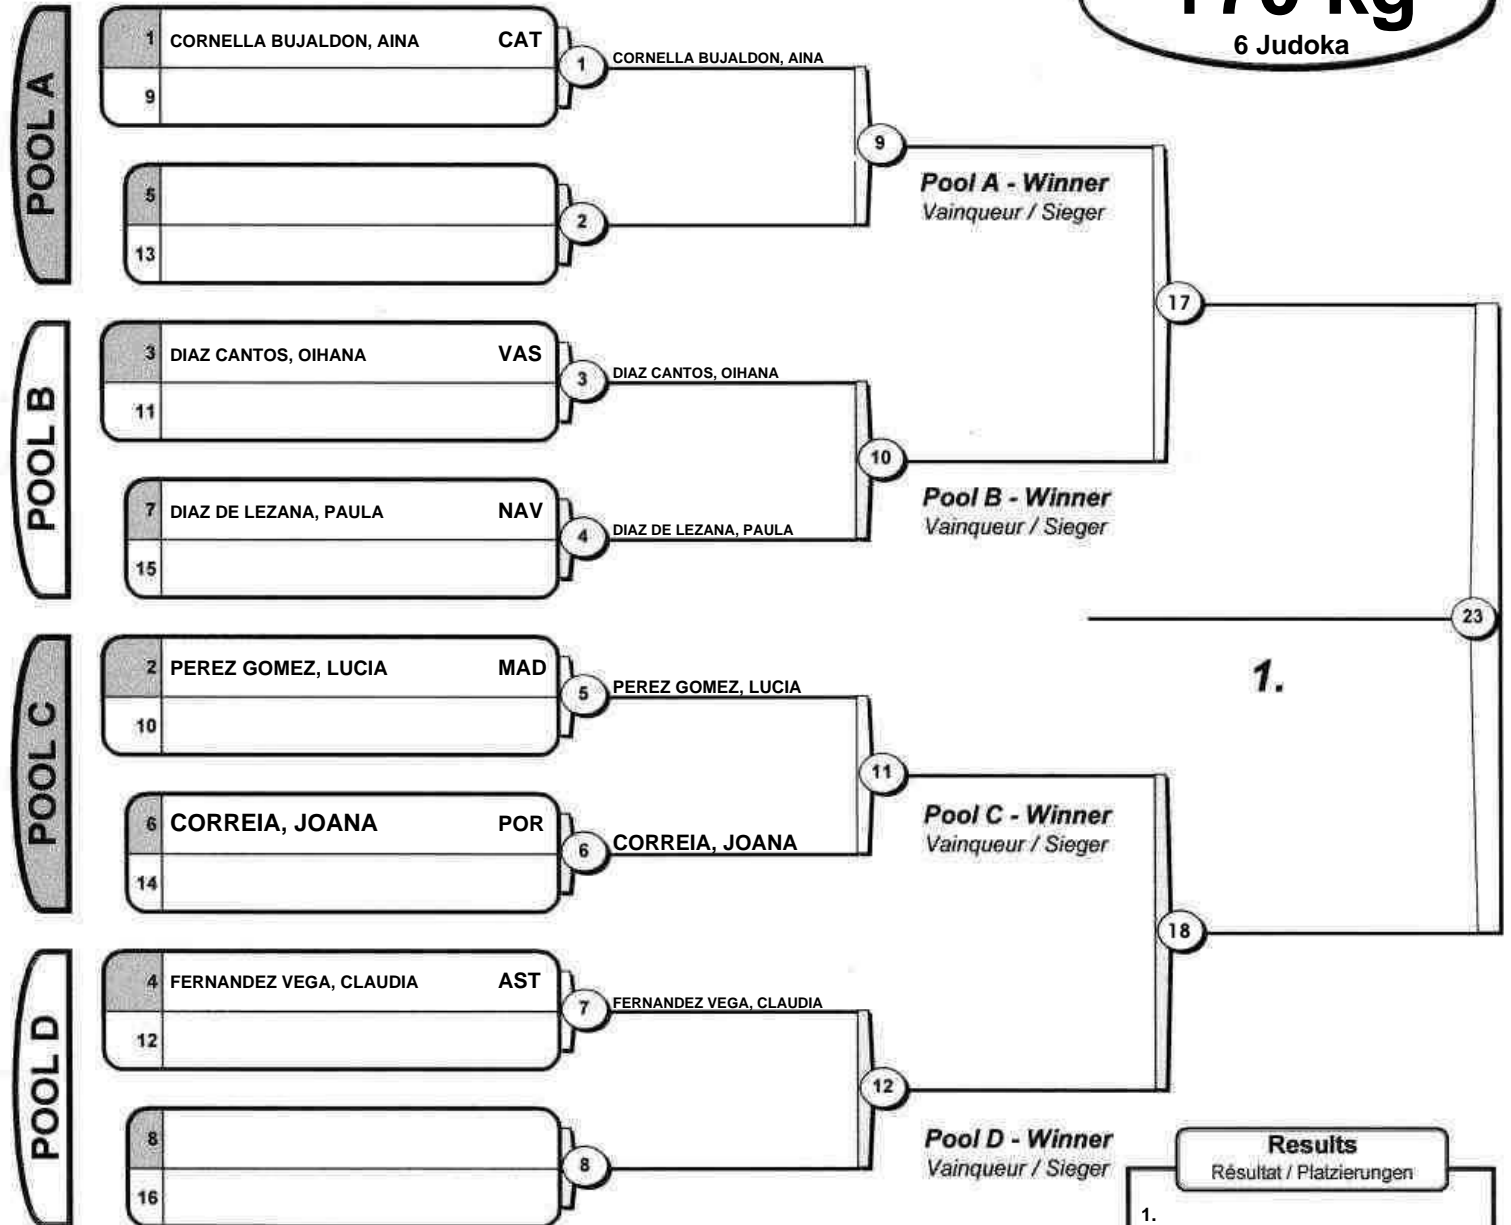 6 Judoka
POOL A
1 CORNELLA BUJALDON, AINA CAT
9
1 CORNELLA BUJALDON, AINA
5
13
2
9
Pool A - Winner
Vainqueur / Sieger
POOL B
3 DIAZ CANTOS, OIHANA VAS
11
3 DIAZ CANTOS, OIHANA
7 DIAZ DE LEZANA, PAULA NAV
15
4 DIAZ DE LEZANA, PAULA
10
Pool B - Winner
Vainqueur / Sieger
17
POOL C
2 PEREZ GOMEZ, LUCIA MAD
10
5 PEREZ GOMEZ, LUCIA
6 CORREIA, JOANA POR
14
6 CORREIA, JOANA
11
Pool C - Winner
Vainqueur / Sieger
23
1.
POOL D
4 FERNANDEZ VEGA, CLAUDIA AST
12
7 FERNANDEZ VEGA, CLAUDIA
8
16
8
12
Pool D - Winner
Vainqueur / Sieger
18
Results
Résultat / Platzierungen
1.